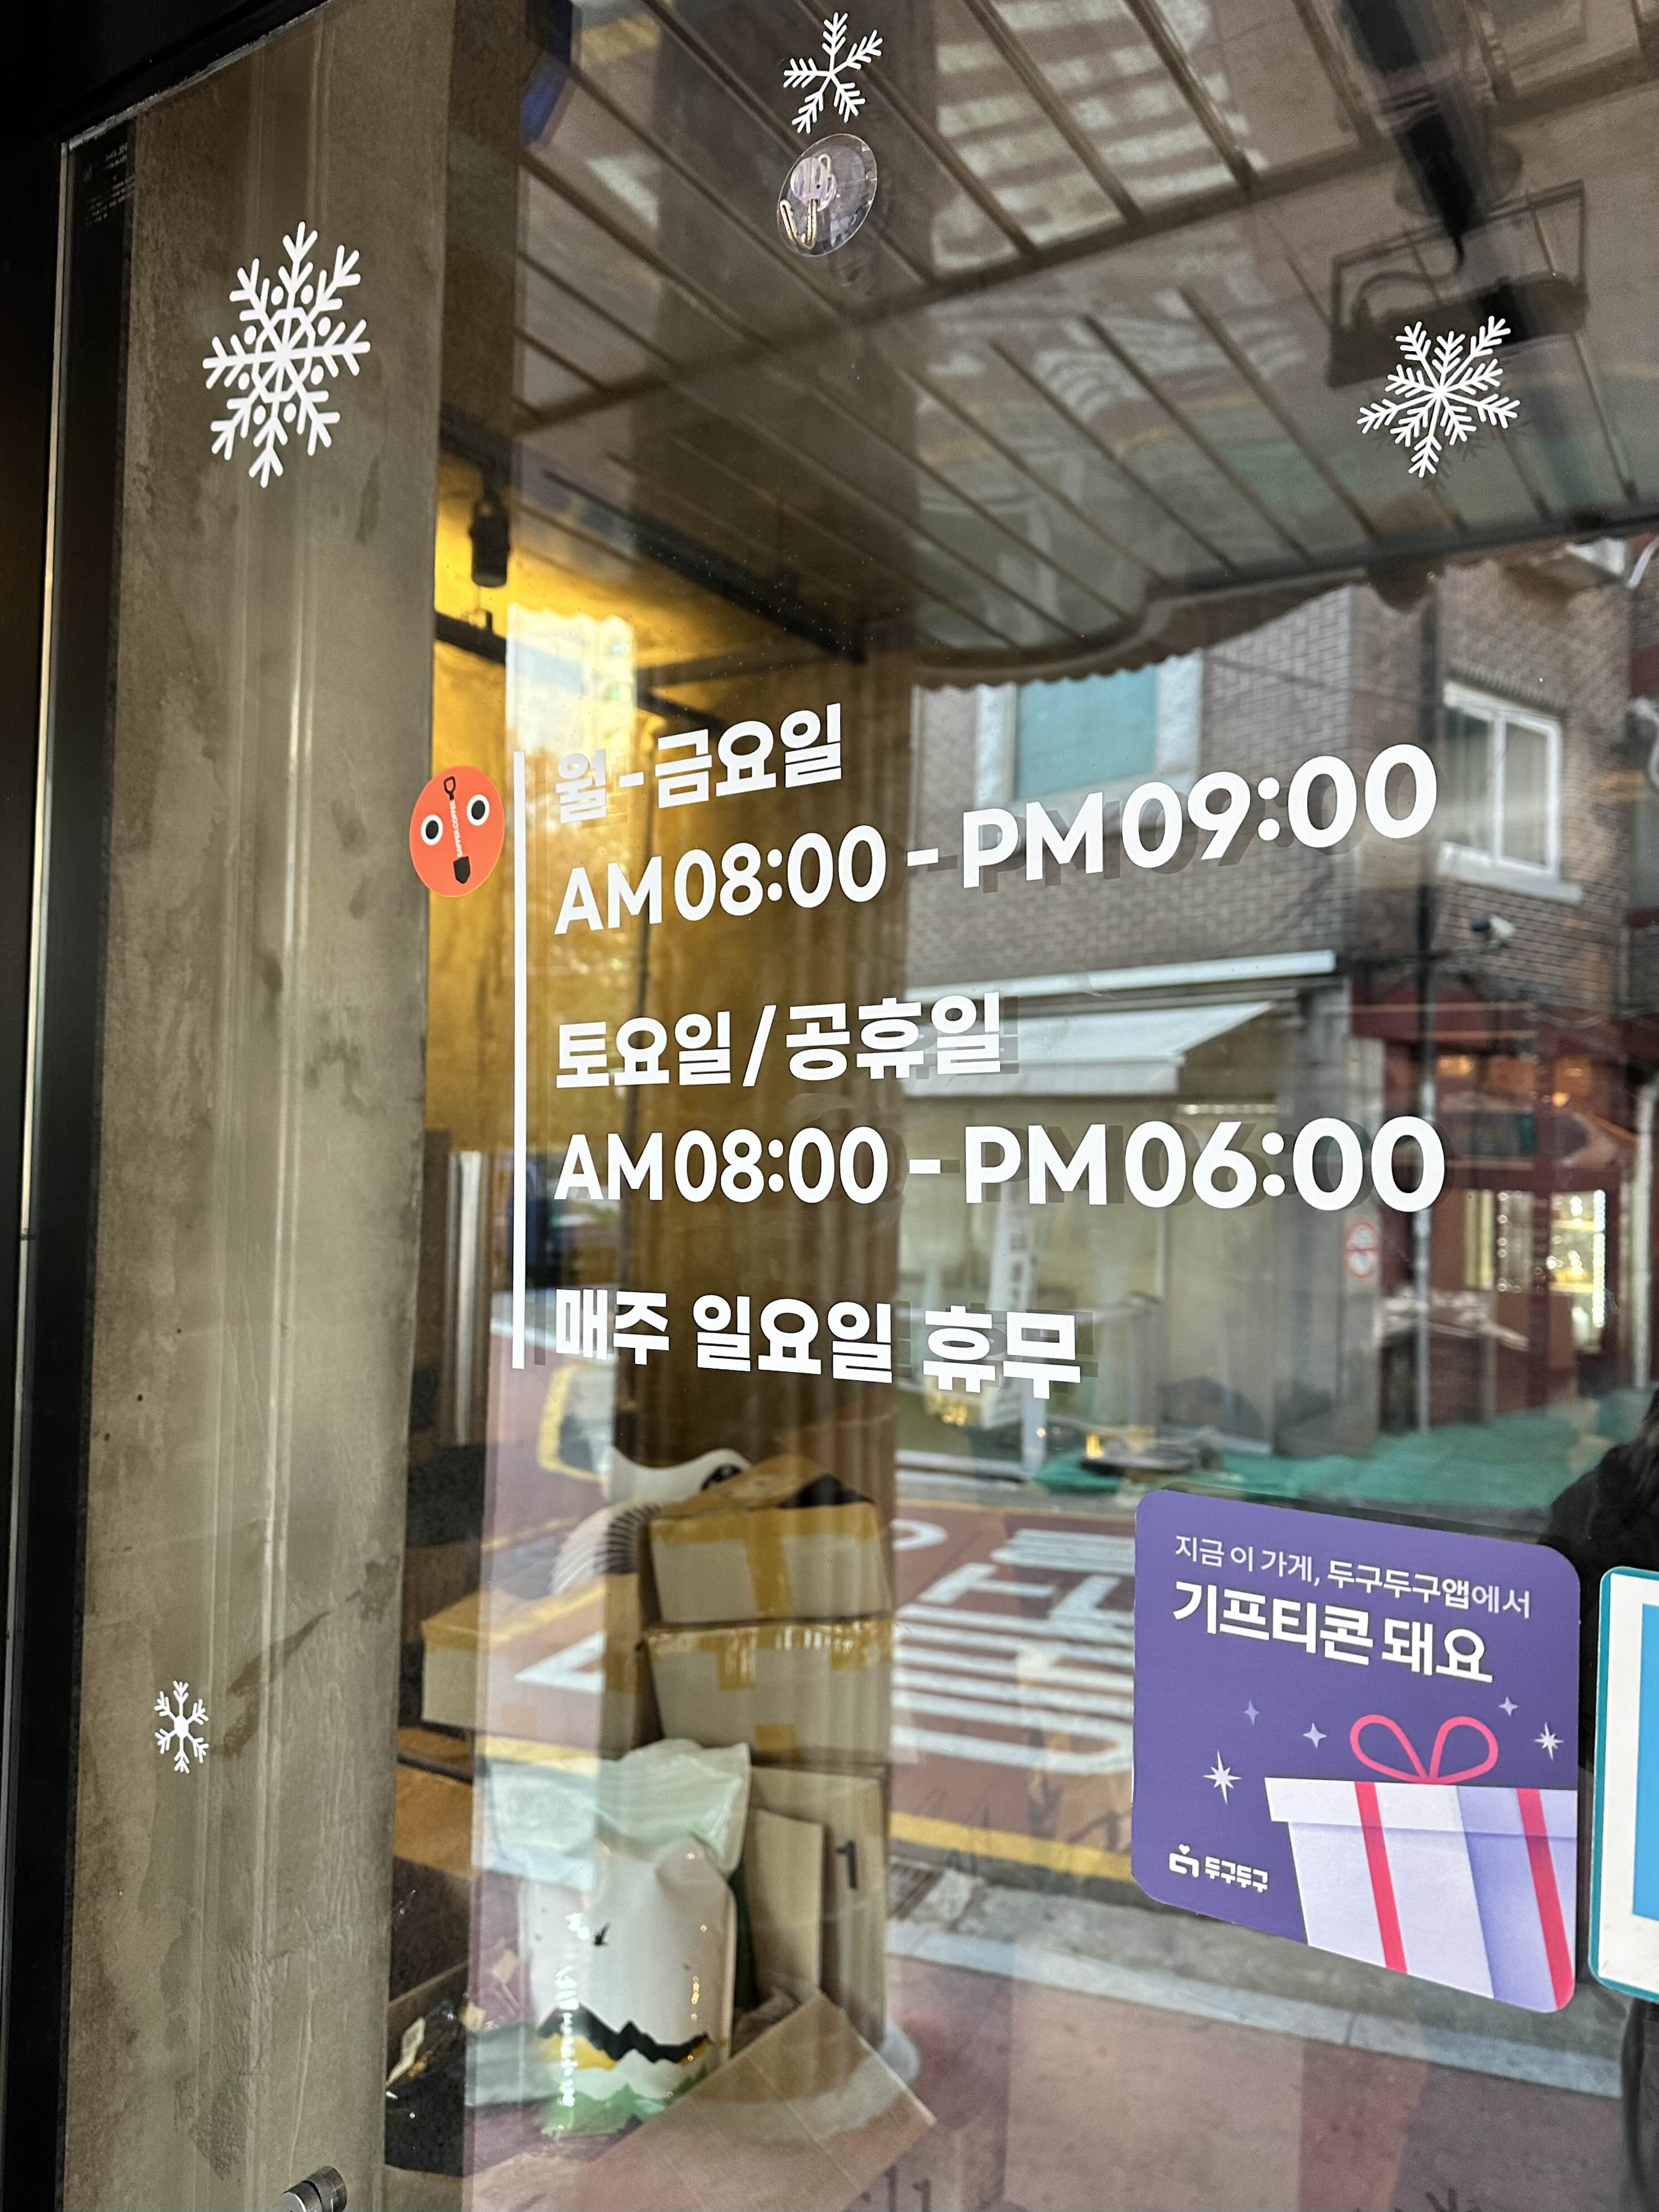 월-금요일
AM 08:00 - PM 09:00
토요일/공휴일
AM 08:00 - PM 06:00
매주 일요일 휴무
지금 이 가게, 두구두구앱에서
기프티콘 돼요
두구두구